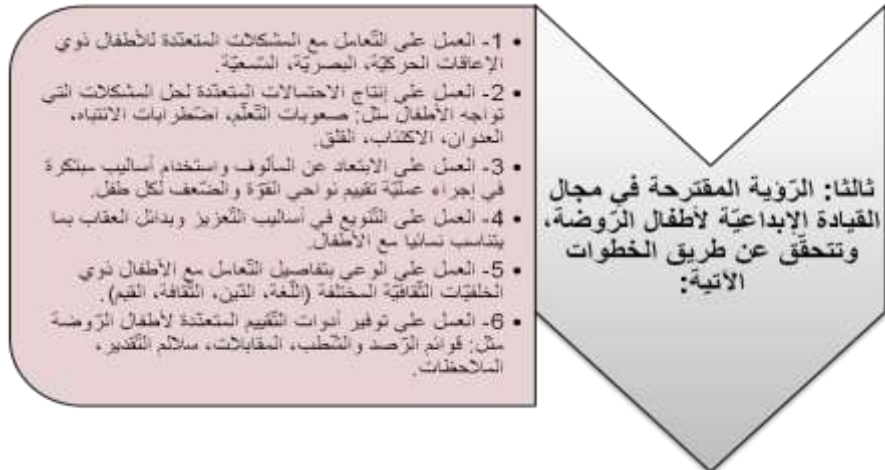 ثالثا: الرّؤية المقترحة في مجال
القيادة الإبداعيّة لأطفال الرّوضة،
وتتحقّق عن طريق الخطوات
الآتية:
• 1- العمل على التّعامل مع المشكلات المتعدّدة للأطفال ذوي
الإعاقات الحركيّة، البصريّة، السّمعيّة.
• 2- العمل على إنتاج الاحتمالات المتعدّدة لحل المشكلات التي
تواجه الأطفال مثل: صعوبات التّعلّم، اضطرابات الانتباه،
العدوان، الاكتئاب، القلق.
• 3- العمل على الابتعاد عن المألوف واستخدام أساليب مبتكرة
في إجراء عمليّة تقييم نواحي القوّة والضّعف لكل طفل.
• 4- العمل على التّنويع في أساليب التّعزيز وبدائل العقاب بما
يتناسب نمائيا مع الأطفال.
• 5- العمل على الوعي بتفاصيل التّعامل مع الأطفال ذوي
الخلفيّات الثّقافيّة المختلفة (اللّغة، الدّين، الثّقافة، القيم).
• 6- العمل على توفير أدوات التّقييم المتعدّدة لأطفال الرّوضة
مثل: قوائم الرّصد والشّطب، المقابلات، سلالم التّقدير،
الملاحظات.